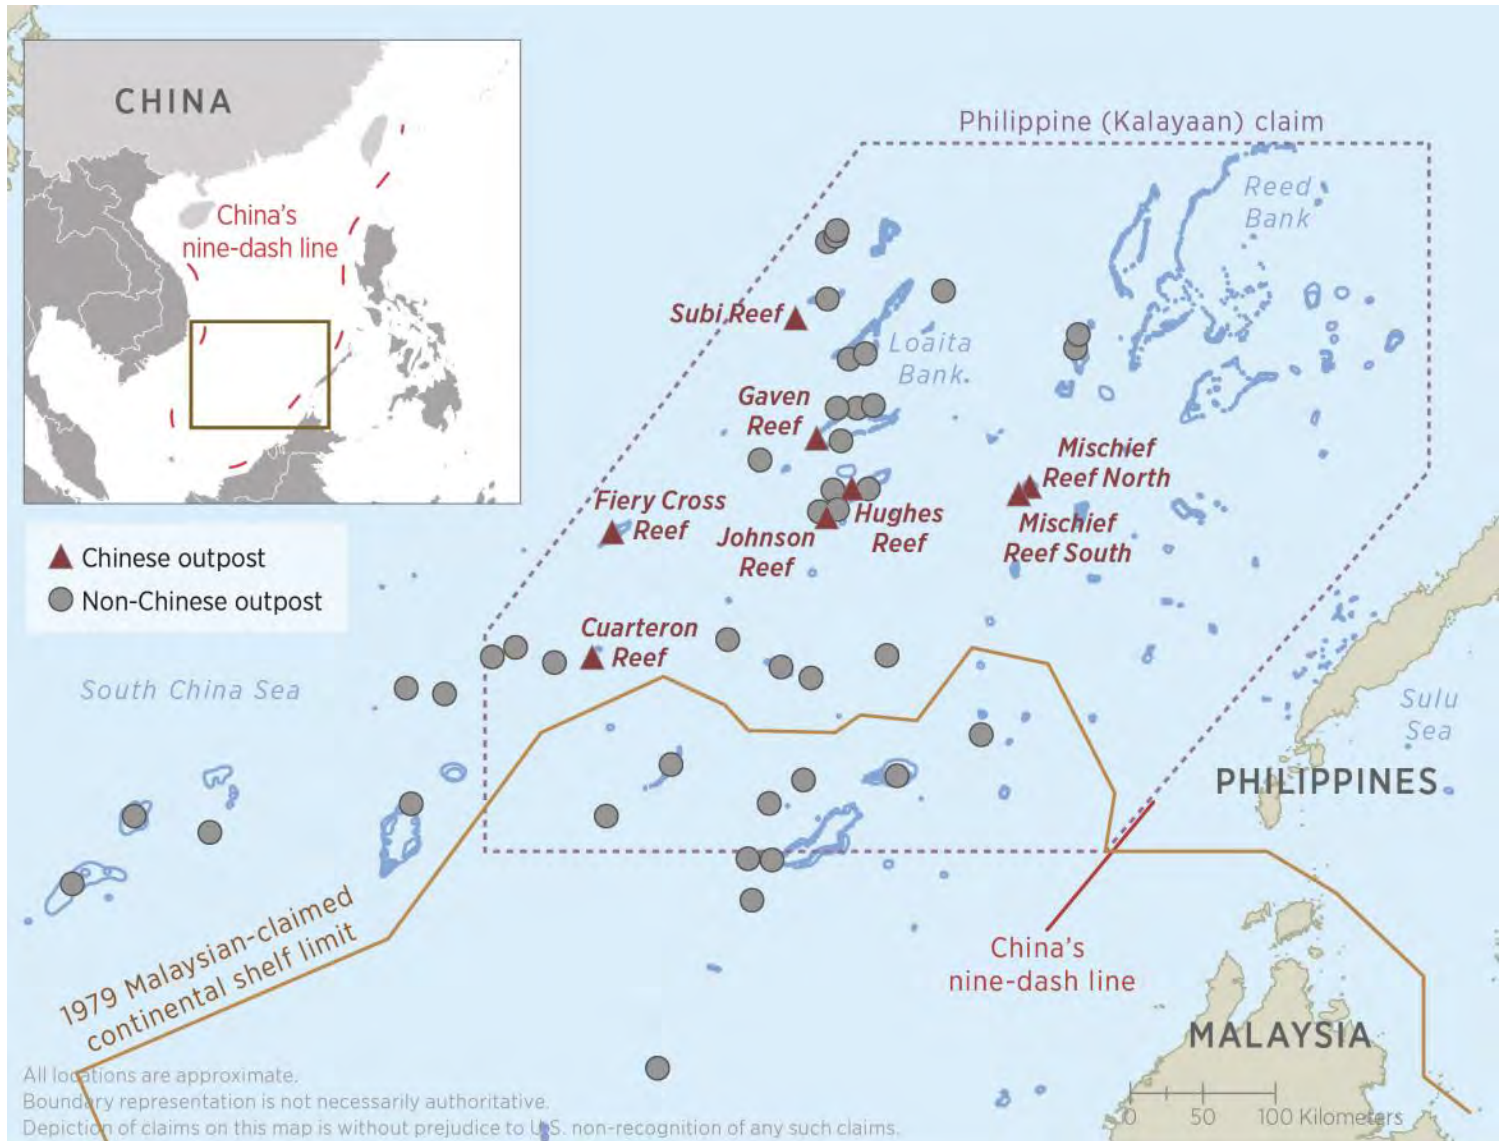 CHINA
China's
nine-dash line
Chinese outpost
Non-Chinese outpost
Philippine (Kalayaan) claim
Reed
Bank
Subi Reef
Loaita
Bank
Gaven
Reef
Mischief
Reef North
Fiery Cross
Reef
Hughes
Reef
Johnson
Reef
Mischief
Reef South
Cuarteron
Reef
South China Sea
Sulu
Sea
PHILIPPINES
1979 Malaysian-claimed
continental shelf limit
China's
nine-dash line
MALAYSIA
0 50 100 Kilometers
All locations are approximate.
Boundary representation is not necessarily authoritative.
Depiction of claims on this map is without prejudice to U.S. non-recognition of any such claims.